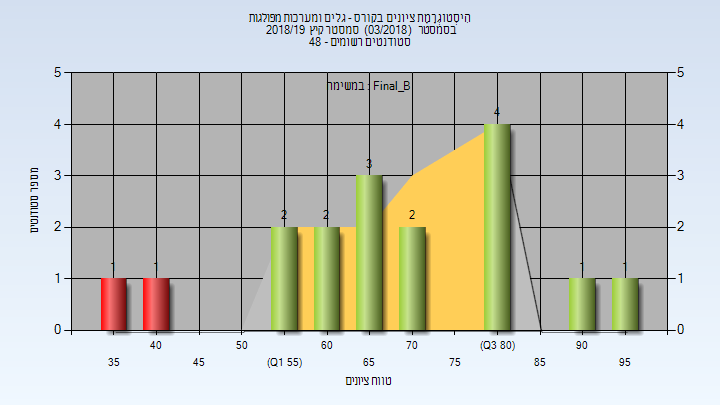 היסטוגרמת ציונים בקורס - גלים ומערכות מפולגות
בסמסטר (03/2018) סמסטר קיץ 2018/19
סטודנטים רשומים - 48
במשימה : Final_B
מספר סטודנטים
5 5
4 4
3 3
2 2
1 1
0 0
1 1 2 2 3 2 4 1 1
40 50 60 70 (Q3 80) 90
35 45 (Q1 55) 65 75 85 95
טווח ציונים